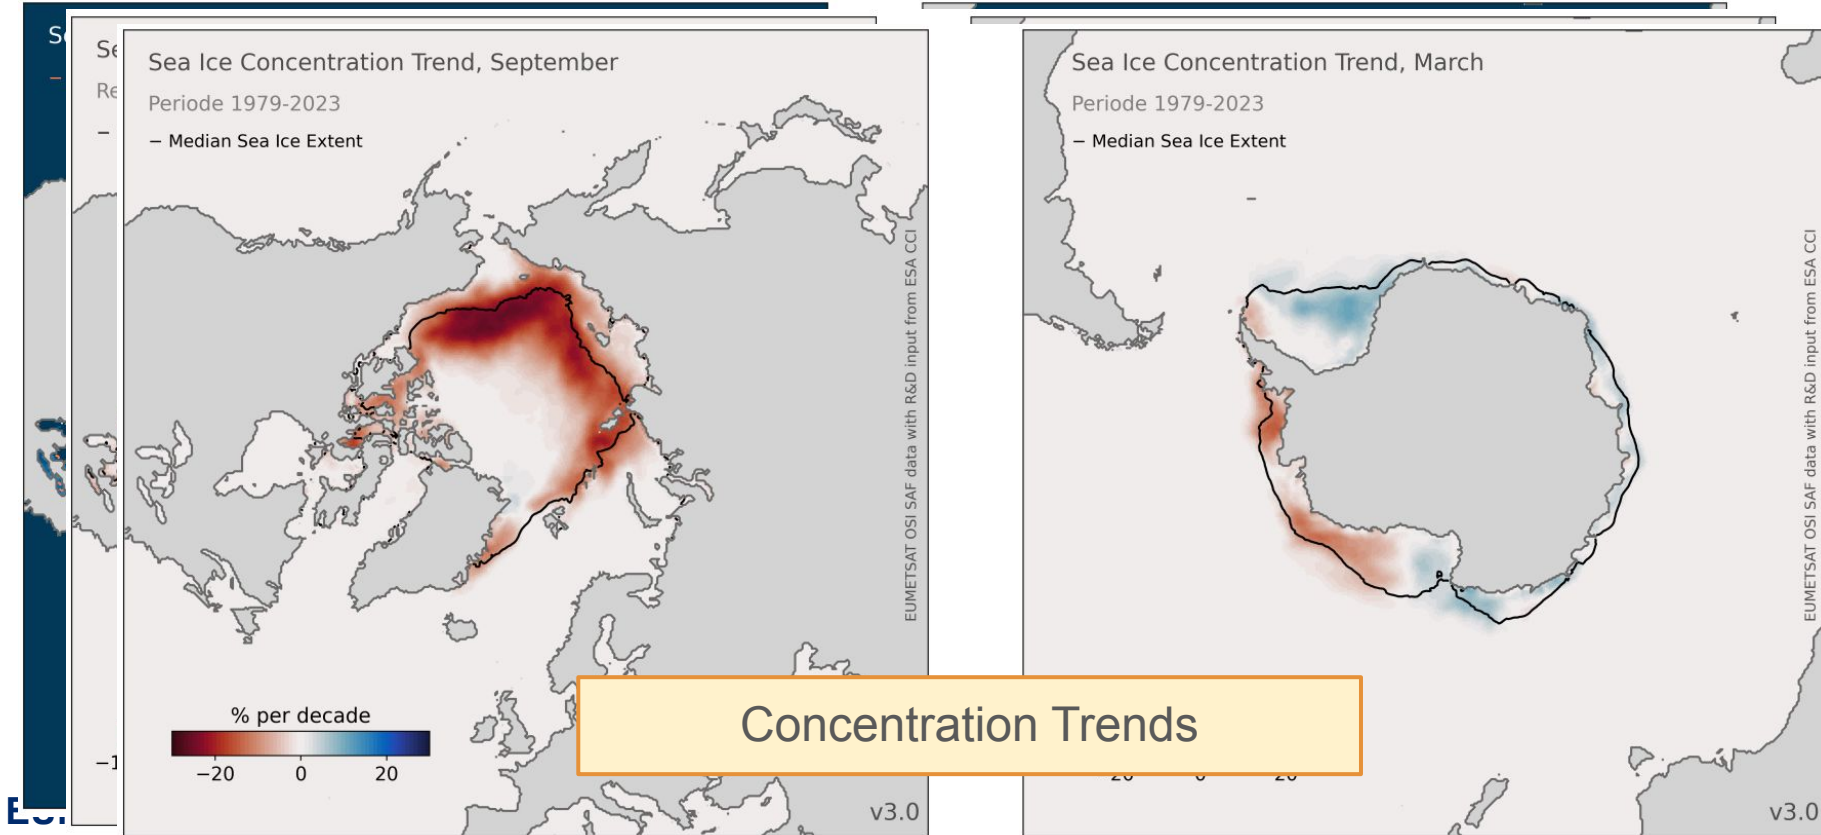 Sea Ice Concentration Trend, September
Periode 1979-2023
− Median Sea Ice Extent
EUMETSAT OSI SAF data with R&D input from ESA CCI
% per decade
−20 0 20
v3.0
Sea Ice Concentration Trend, March
Periode 1979-2023
− Median Sea Ice Extent
EUMETSAT OSI SAF data with R&D input from ESA CCI
v3.0
Concentration Trends